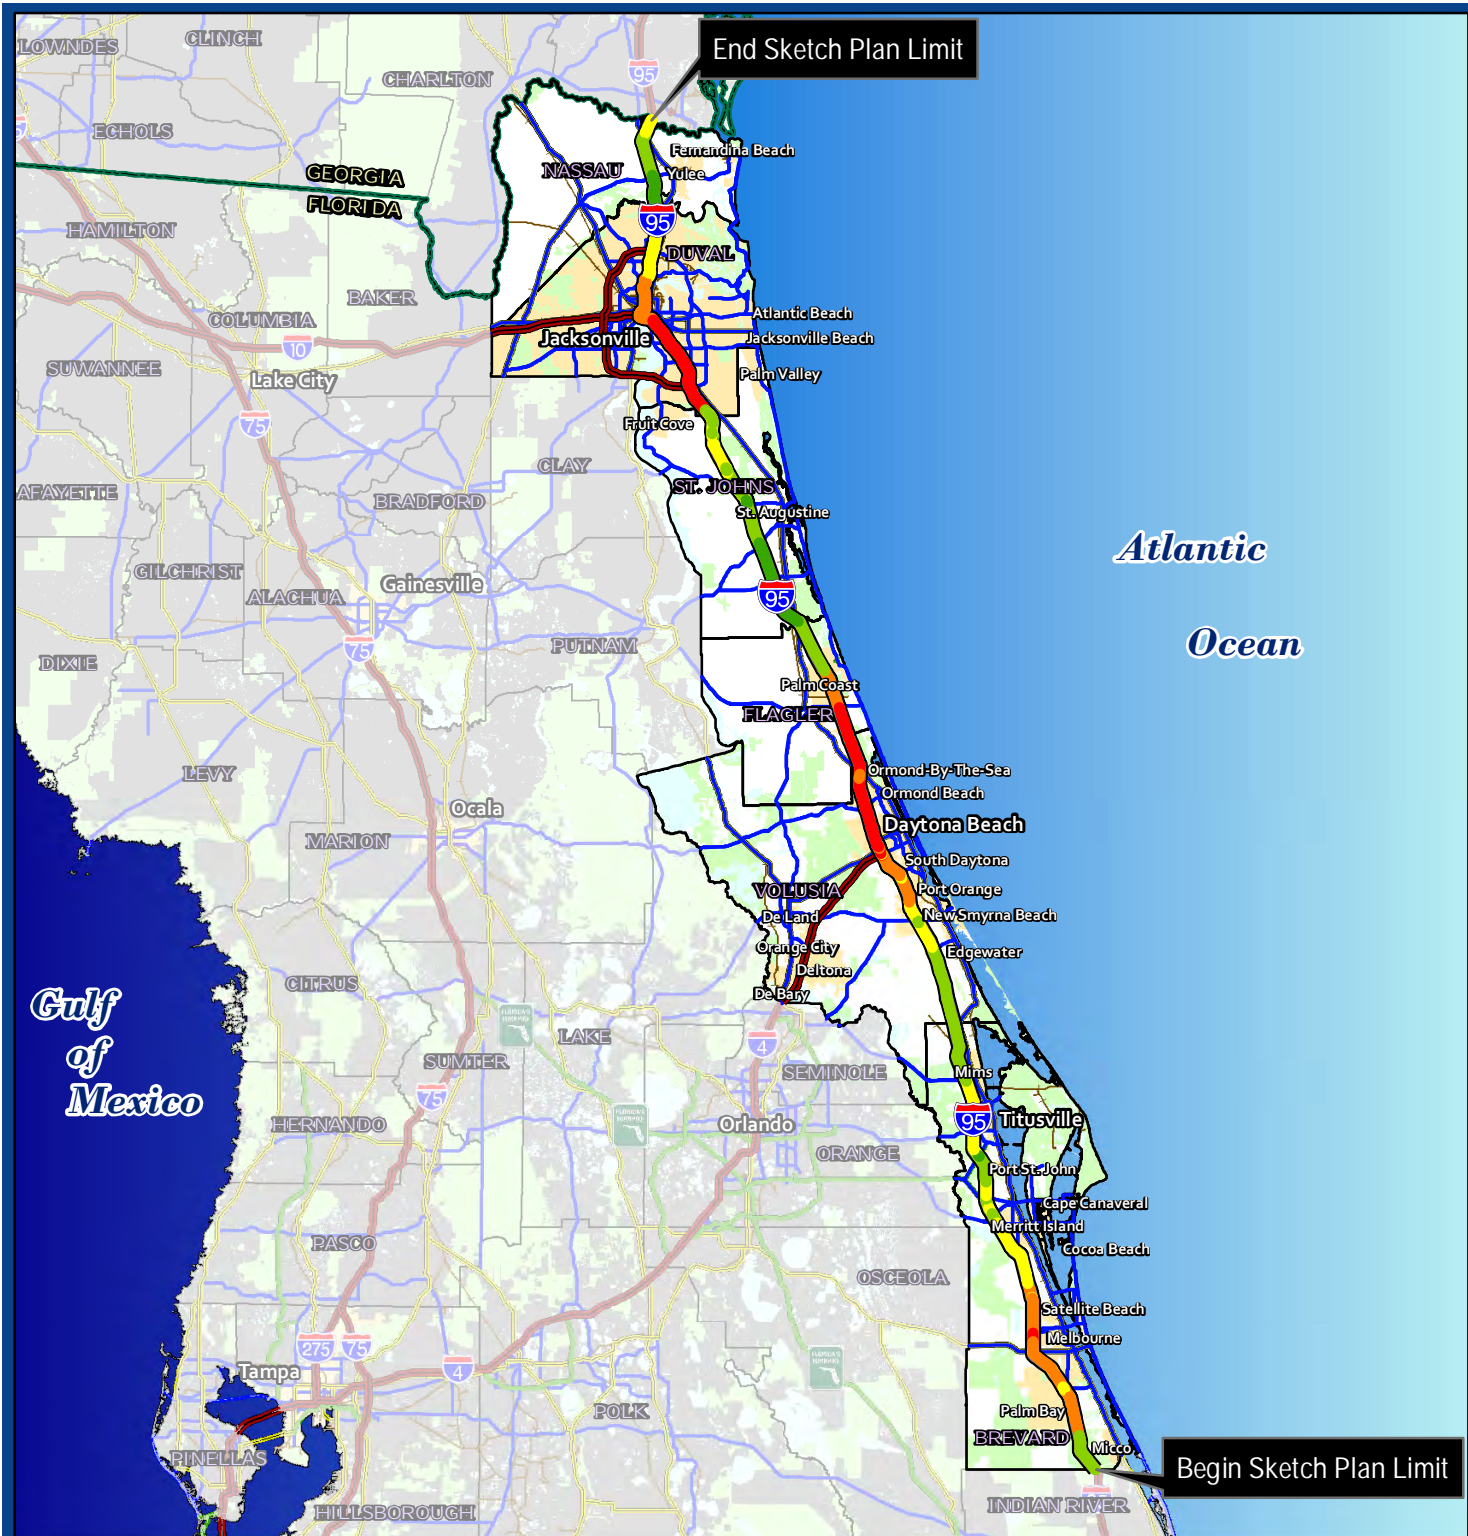 End Sketch Plan Limit
LOWNDES
CLINCH
CHARLTON
95
ECHOLS
Fernandina Beach
NASSAU
Yulee
GEORGIA
FLORIDA
HAMILTON
95
DUVAL
BAKER
COLUMBIA
Atlantic Beach
Jacksonville
Jacksonville Beach
10
SUWANNEE
Lake City
Palm Valley
75
Fruit Cove
CLAY
AFAYETTE
ST. JOHNS
BRADFORD
St. Augustine
Atlantic
Ocean
GILCHRIST
Gainesville
ALACHUA
95
75
PUTNAM
DIXIE
Palm Coast
FLAGLER
LEVY
Ormond-By-The-Sea
Ormond Beach
Ocala
Daytona Beach
MARION
South Daytona
VOLUSIA
Port Orange
De Land
New Smyrna Beach
Orange City
Edgewater
Deltona
CITRUS
De Bary
Gulf
of
Mexico
LAKE
4
SUMTER
SEMINOLE
Mims
75
HERNANDO
Orlando
95
Titusville
ORANGE
Port St. John
Cape Canaveral
Merritt Island
PASCO
Cocoa Beach
OSCEOLA
Satellite Beach
Melbourne
275
75
Tampa
4
POLK
Palm Bay
BREVARD
Micco
PINELLAS
Begin Sketch Plan Limit
INDIAN RIVER
HILLSBOROUGH